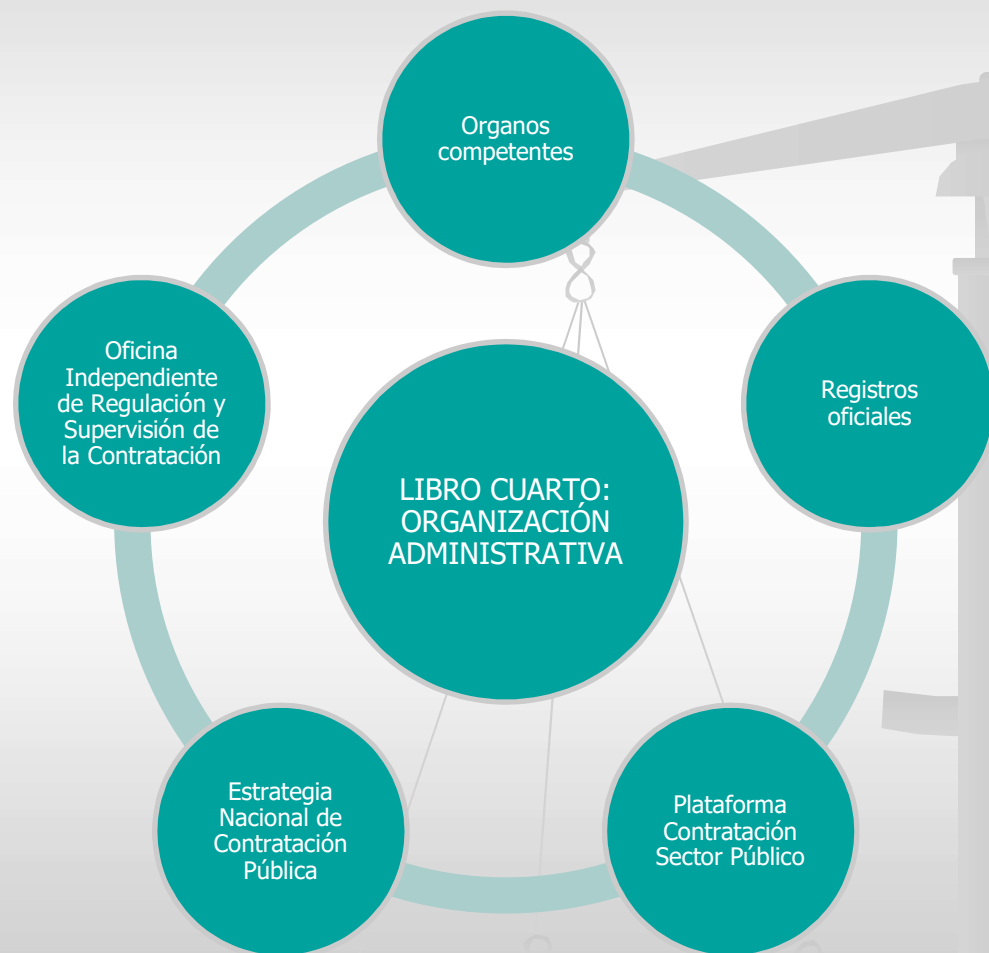 Organos
competentes
Registros
oficiales
Plataforma
Contratación
Sector Público
Estrategia
Nacional de
Contratación
Pública
Oficina
Independiente
de Regulación y
Supervisión de
la Contratación
LIBRO CUARTO:
ORGANIZACIÓN
ADMINISTRATIVA